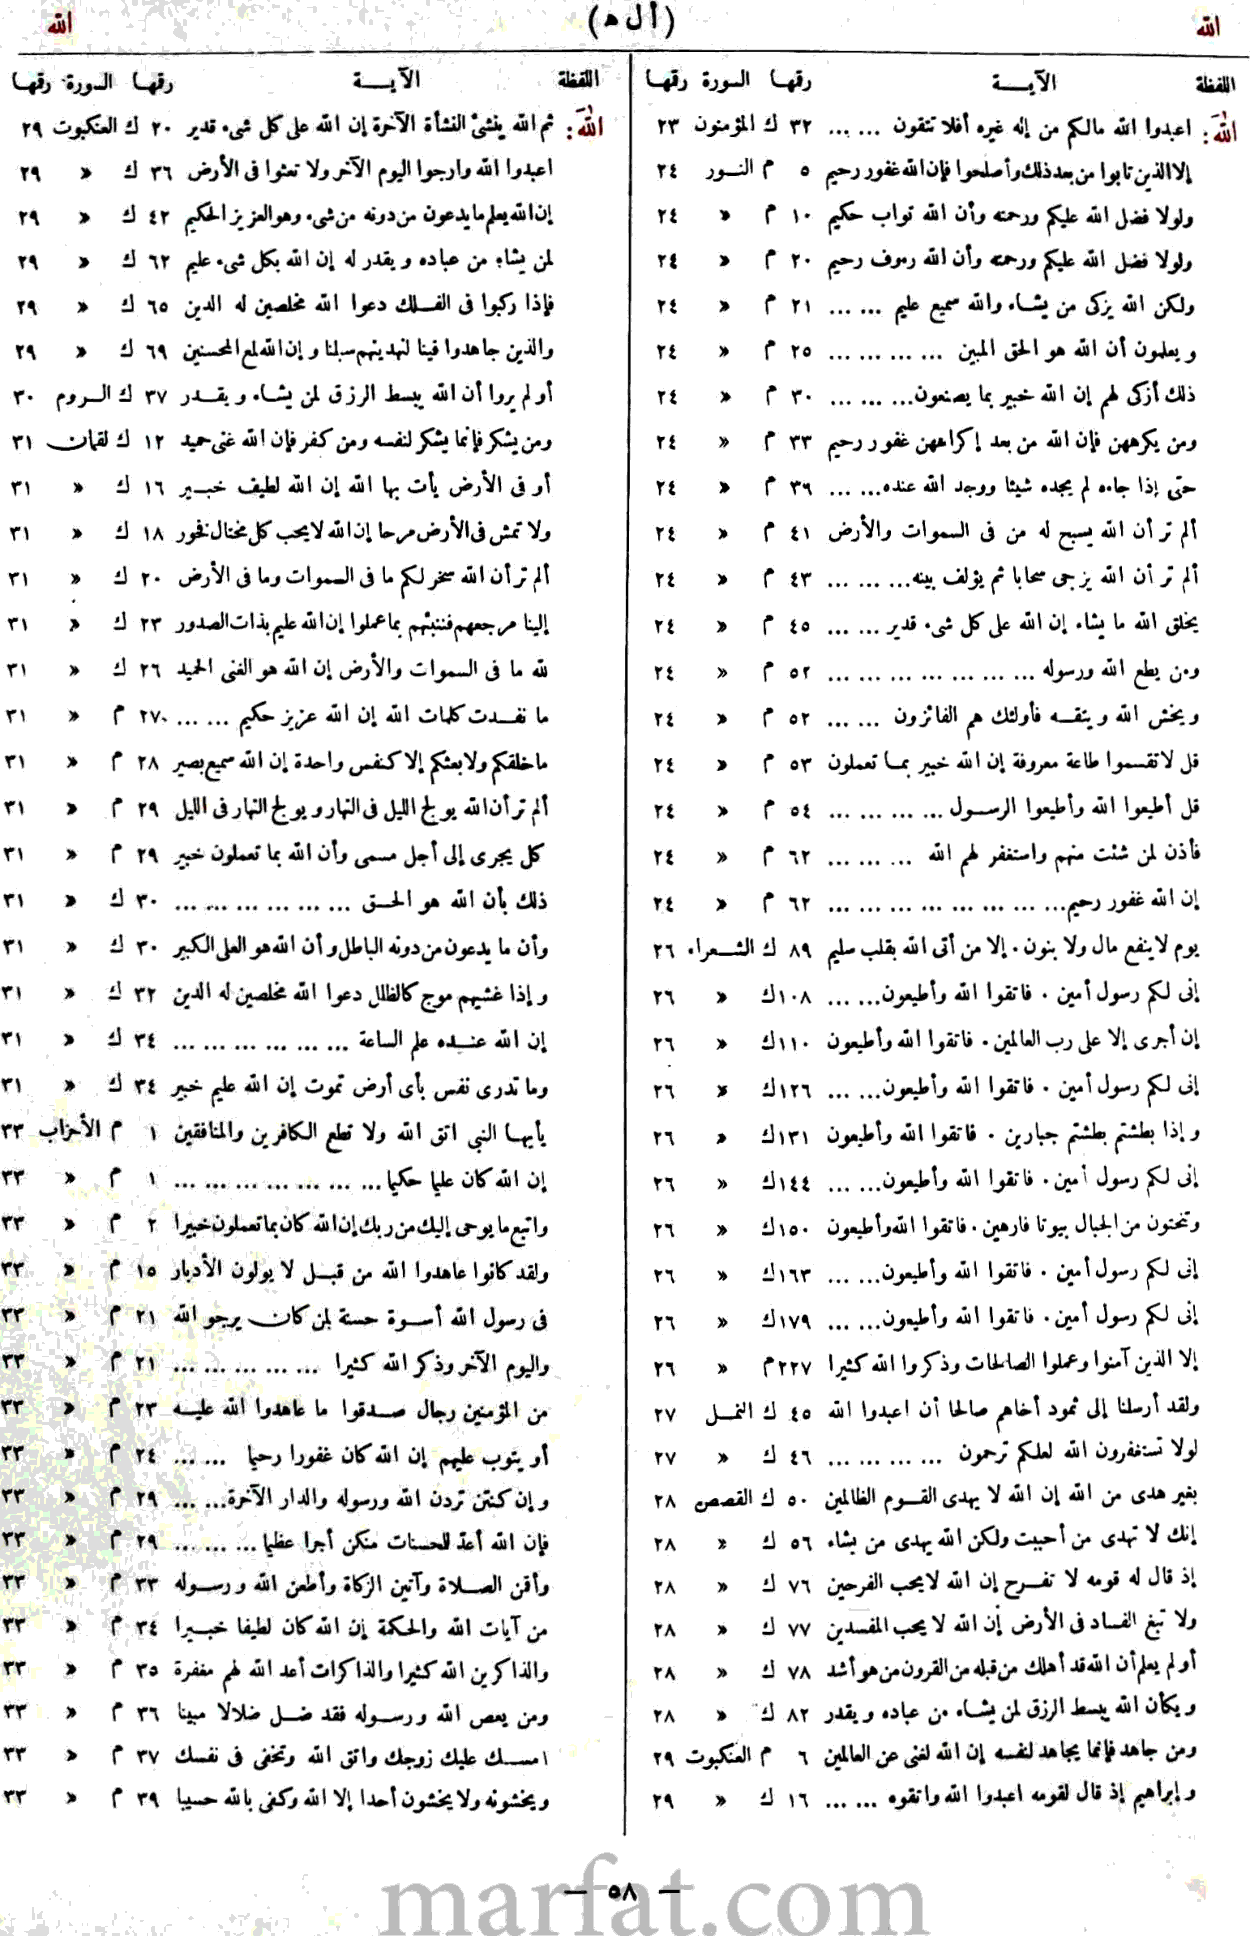 الله (أ ل ه) الله
اللفظة الآيــة رقمها السورة رقمها
اللهَ: اعبدوا الله مالكم من إله غيره أفلا تتقون ... ... ٣٢ ك المؤمنون ٢٣
إلا الذين تابوا من بعد ذلك وأصلحوا فإن الله غفور رحيم ٥ م النـور ٢٤
ولولا فضل الله عليكم ورحمته وأن الله تواب حكيم ١٠ م » ٢٤
ولولا فضل الله عليكم ورحمته وأن الله رءوف رحيم ٢٠ م » ٢٤
ولكن الله يزكى من يشاء والله سميع عليم ... ... ٢١ م » ٢٤
ويعلمون أن الله هو الحق المبين ... ... ... ... ٢٥ م » ٢٤
ذلك أزكى لهم إن الله خبير بما يصنعون... ... ... ٣٠ م » ٢٤
ومن يكرههن فإن الله من بعد إكراههن غفور رحيم ٣٣ م » ٢٤
حتى إذا جاءه لم يجده شيئا ووجد الله عنده... ... ٣٩ م » ٢٤
ألم تر أن الله يسبح له من فى السموات والأرض ٤١ م » ٢٤
ألم تر أن الله يزجى سحابا ثم يؤلف بينه... ... ... ٤٣ م » ٢٤
يخلق الله ما يشاء إن الله على كل شىء قدير ... ... ٤٥ م » ٢٤
ومن يطع الله ورسوله ... ... ... ... ... ... ... ٥٢ م » ٢٤
ويخش الله ويتقـه فأولئك هم الفائزون ... ... ٥٢ م » ٢٤
قل لا تقسموا طاعة معروفة إن الله خبير بمـا تعملون ٥٣ م » ٢٤
قل أطيعوا الله وأطيعوا الرسـول ... ... ... ... ٥٤ م » ٢٤
فأذن لمن شئت منهم واستغفر لهم الله ... ... ... ٦٢ م » ٢٤
إن الله غفور رحيم... ... ... ... ... ... ... ... ٦٢ م » ٢٤
يوم لا ينفع مال ولا بنون . إلا من أتى الله بقلب سليم ٨٩ ك الشـعراء ٢٦
إنى لكم رسول أمين . فاتقوا الله وأطيعون... ... ١٠٨ك » ٢٦
إن أجرى إلا على رب العالمين . فاتقوا الله وأطيعون ١١٠ك » ٢٦
إنى لكم رسول أمين . فاتقوا الله وأطيعون... ... ١٢٦ك » ٢٦
وإذا بطشتم بطشتم جبارين . فاتقوا الله وأطيعون ١٣١ك » ٢٦
إنى لكم رسول أمين . فاتقوا الله وأطيعون... ... ١٤٤ك » ٢٦
وتنحتون من الجبال بيوتا فارهين . فاتقوا الله وأطيعون ١٥٠ك » ٢٦
إنى لكم رسول أمين . فاتقوا الله وأطيعون... ... ١٦٣ك » ٢٦
إنى لكم رسول أمين . فاتقوا الله وأطيعون... ... ١٧٩ك » ٢٦
إلا الذين آمنوا وعملوا الصالحات وذكروا الله كثيرا ٢٢٧م » ٢٦
ولقد أرسلنا إلى ثمود أخاهم صالحا أن اعبدوا الله ٤٥ ك النمـل ٢٧
لولا تستغفرون الله لعلكم ترحمون ... ... ... ... ٤٦ ك » ٢٧
بغير هدى من الله إن الله لا يهدى القـوم الظالمين ٥٠ ك القصص ٢٨
إنك لا تهدى من أحببت ولكن الله يهدى من يشاء ٥٦ ك » ٢٨
إذ قال له قومه لا تفـرح إن الله لا يحب الفرحين ٧٦ ك » ٢٨
ولا تبغ الفساد فى الأرض إن الله لا يحب المفسدين ٧٧ ك » ٢٨
أولم يعلم أن الله قد أهلك من قبله من القرون من هو أشد ٧٨ ك » ٢٨
ويكأن الله يبسط الرزق لمن يشـاء من عباده ويقدر ٨٢ ك » ٢٨
ومن جاهد فإنما يجاهد لنفسه إن الله لغنى عن العالمين ٦ م العنكبوت ٢٩
وإبراهيم إذ قال لقومه اعبدوا الله واتقوه ... ... ١٦ ك » ٢٩
اللفظة الآيــة رقمها السورة رقمها
اللهَ: ثم الله ينشئ النشأة الآخرة إن الله على كل شىء قدير ٢٠ ك العنكبوت ٢٩
اعبدوا الله وارجوا اليوم الآخر ولا تعثوا فى الأرض ٣٦ ك » ٢٩
إن الله يعلم ما يدعون من دونه من شىء وهو العزيز الحكيم ٤٢ ك » ٢٩
لمن يشاء من عباده ويقدر له إن الله بكل شىء عليم ٦٢ ك » ٢٩
فإذا ركبوا فى الفـلك دعوا الله مخلصين له الدين ٦٥ ك » ٢٩
والذين جاهدوا فينا لنهدينهم سبلنا وإن الله لمع المحسنين ٦٩ ك » ٢٩
أولم يروا أن الله يبسط الرزق لمن يشـاء ويقـدر ٣٧ ك الـروم ٣٠
ومن يشكر فإنما يشكر لنفسه ومن كفر فإن الله غنى حميد ١٢ ك لقمان ٣١
أو فى الأرض يأت بها الله إن الله لطيف خبـير ١٦ ك » ٣١
ولا تمش فى الأرض مرحا إن الله لا يحب كل مختال فخور ١٨ ك » ٣١
ألم تر أن الله سخر لكم ما فى السموات وما فى الأرض ٢٠ ك » ٣١
إلينا مرجعهم فننبئهم بما عملوا إن الله عليم بذات الصدور ٢٣ ك » ٣١
لله ما فى السموات والأرض إن الله هو الغنى الحميد ٢٦ ك » ٣١
ما نفـدت كلمات الله إن الله عزيز حكيم ... ... ٢٧ م » ٣١
ما خلقكم ولا بعثكم إلا كنفس واحدة إن الله سميع بصير ٢٨ م » ٣١
ألم تر أن الله يولج الليل فى النهار ويولج النهار فى الليل ٢٩ م » ٣١
كل يجرى إلى أجل مسمى وأن الله بما تعملون خبير ٢٩ م » ٣١
ذلك بأن الله هو الحـق ... ... ... ... ... ... ٣٠ ك » ٣١
وأن ما يدعون من دونه الباطل وأن الله هو العلى الكبير ٣٠ ك » ٣١
وإذا غشيهم موج كالظلل دعوا الله مخلصين له الدين ٣٢ ك » ٣١
إن الله عنـده علم الساعة ... ... ... ... ... ... ٣٤ ك » ٣١
وما تدرى نفس بأى أرض تموت إن الله عليم خبير ٣٤ ك » ٣١
يأيهـا النبى اتق الله ولا تطع الكافرين والمنافقين ١ م الأحزاب ٣٣
إن الله كان عليما حكيما ... ... ... ... ... ... ... ١ م » ٣٣
واتبع ما يوحى إليك من ربك إن الله كان بما تعملون خبيرا ٢ م » ٣٣
ولقد كانوا عاهدوا الله من قبـل لا يولون الأدبار ١٥ م » ٣٣
فى رسول الله أسـوة حسنة لمن كان يرجو الله ٢١ م » ٣٣
واليوم الآخر وذكر الله كثيرا ... ... ... ... ... ٢١ م » ٣٣
من المؤمنين رجال صـدقوا ما عاهدوا الله عليـه ٢٣ م » ٣٣
أو يتوب عليهم إن الله كان غفورا رحيما ... ... ٢٤ م » ٣٣
وإن كنتن تردن الله ورسوله والدار الآخرة... ... ٢٩ م » ٣٣
فإن الله أعد للحسنات منكن أجرا عظيما ... ... ... ٢٩ م » ٣٣
وأقمن الصـلاة وآتين الزكاة وأطعن الله ورسـوله ٣٣ م » ٣٣
من آيات الله والحكمة إن الله كان لطيفا خبـيرا ٣٤ م » ٣٣
والذاكرين الله كثيرا والذاكرات أعد الله لهم مغفرة ٣٥ م » ٣٣
ومن يعص الله ورسـوله فقد ضـل ضلالا مبينا ٣٦ م » ٣٣
امسـك عليك زوجك واتق الله وتخفى فى نفسك ٣٧ م » ٣٣
ويخشونه ولا يخشون أحدا إلا الله وكفى بالله حسيبا ٣٩ م » ٣٣
— ٥٨ —
marfat.com